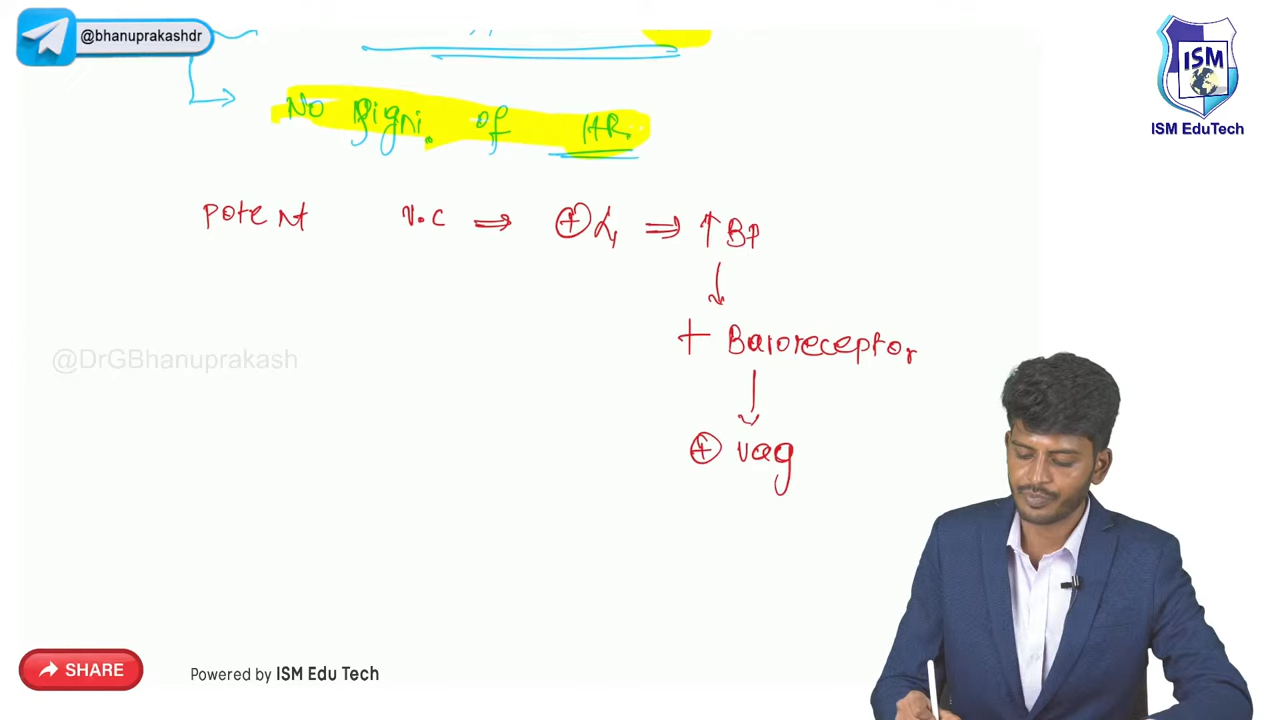 @bhanuprakashdr
ISM
ISM EduTech
No signi. of HR.
Potent v.c ⇒ ⊕α₁ ⇒ ↑BP
↓
+ Baroreceptor
↓
⊕ vag
@DrGBhanuprakash
SHARE
Powered by ISM Edu Tech